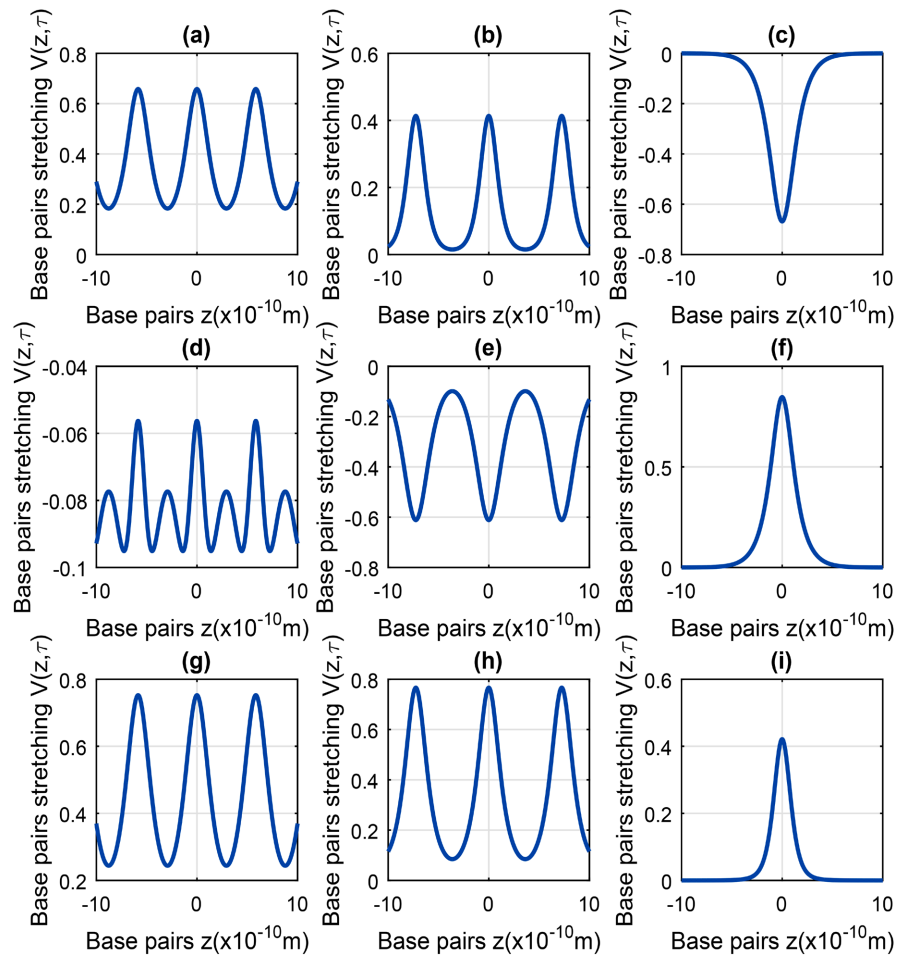 (a)
Base pairs stretching V(z,τ)
0.8
0.6
0.4
0.2
0
-10
0
10
Base pairs z(x10⁻¹⁰m)
(b)
Base pairs stretching V(z,τ)
0.6
0.4
0.2
0
-10
0
10
Base pairs z(x10⁻¹⁰m)
(c)
Base pairs stretching V(z,τ)
0
-0.2
-0.4
-0.6
-0.8
-10
0
10
Base pairs z(x10⁻¹⁰m)
(d)
Base pairs stretching V(z,τ)
-0.04
-0.06
-0.08
-0.1
-10
0
10
Base pairs z(x10⁻¹⁰m)
(e)
Base pairs stretching V(z,τ)
0
-0.2
-0.4
-0.6
-0.8
-10
0
10
Base pairs z(x10⁻¹⁰m)
(f)
Base pairs stretching V(z,τ)
1
0.5
0
-10
0
10
Base pairs z(x10⁻¹⁰m)
(g)
Base pairs stretching V(z,τ)
0.8
0.6
0.4
0.2
-10
0
10
Base pairs z(x10⁻¹⁰m)
(h)
Base pairs stretching V(z,τ)
0.8
0.6
0.4
0.2
0
-10
0
10
Base pairs z(x10⁻¹⁰m)
(i)
Base pairs stretching V(z,τ)
0.6
0.4
0.2
0
-10
0
10
Base pairs z(x10⁻¹⁰m)